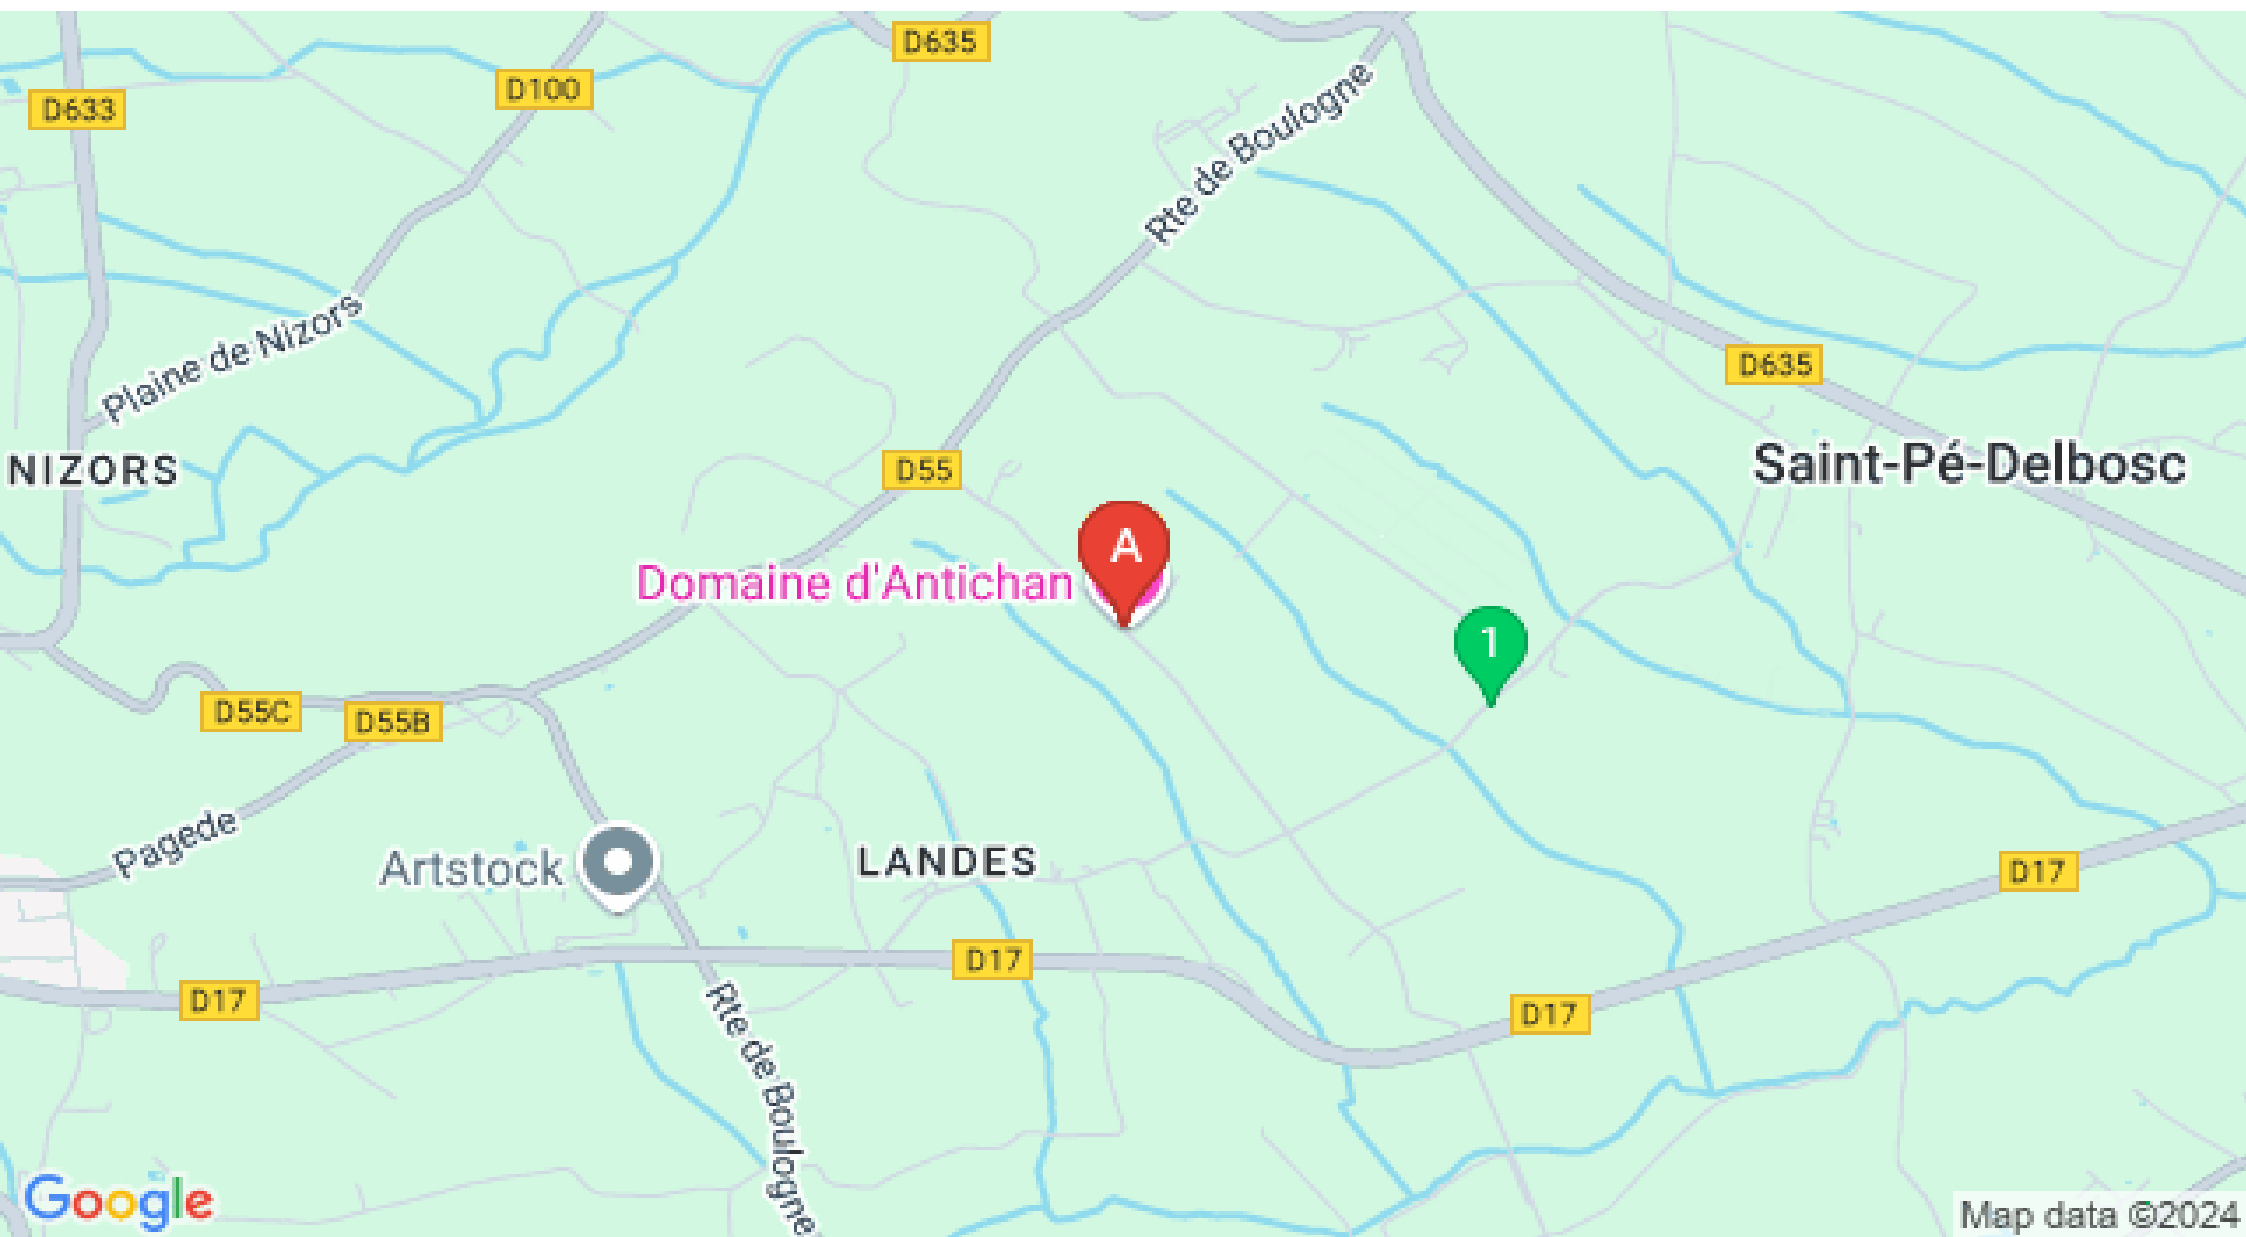 D635
D100
D633
Rte de Boulogne
Plaine de Nizors
D635
NIZORS
D55
Saint-Pé-Delbosc
A
Domaine d'Antichan
1
D55C
D55B
Pagede
Artstock
LANDES
D17
D17
D17
D17
Rte de Boulogne
Google
Map data ©2024